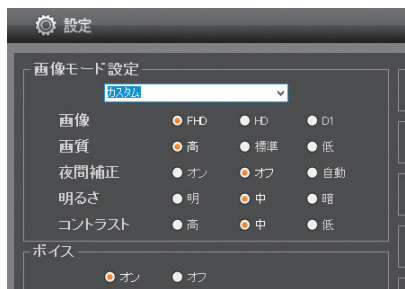 設定
画像モード設定
カスタム
画像 FHD HD D1
画質 高 標準 低
夜間補正 オン オフ 自動
明るさ 明 中 暗
コントラスト 高 中 低
ボイス
オン オフ